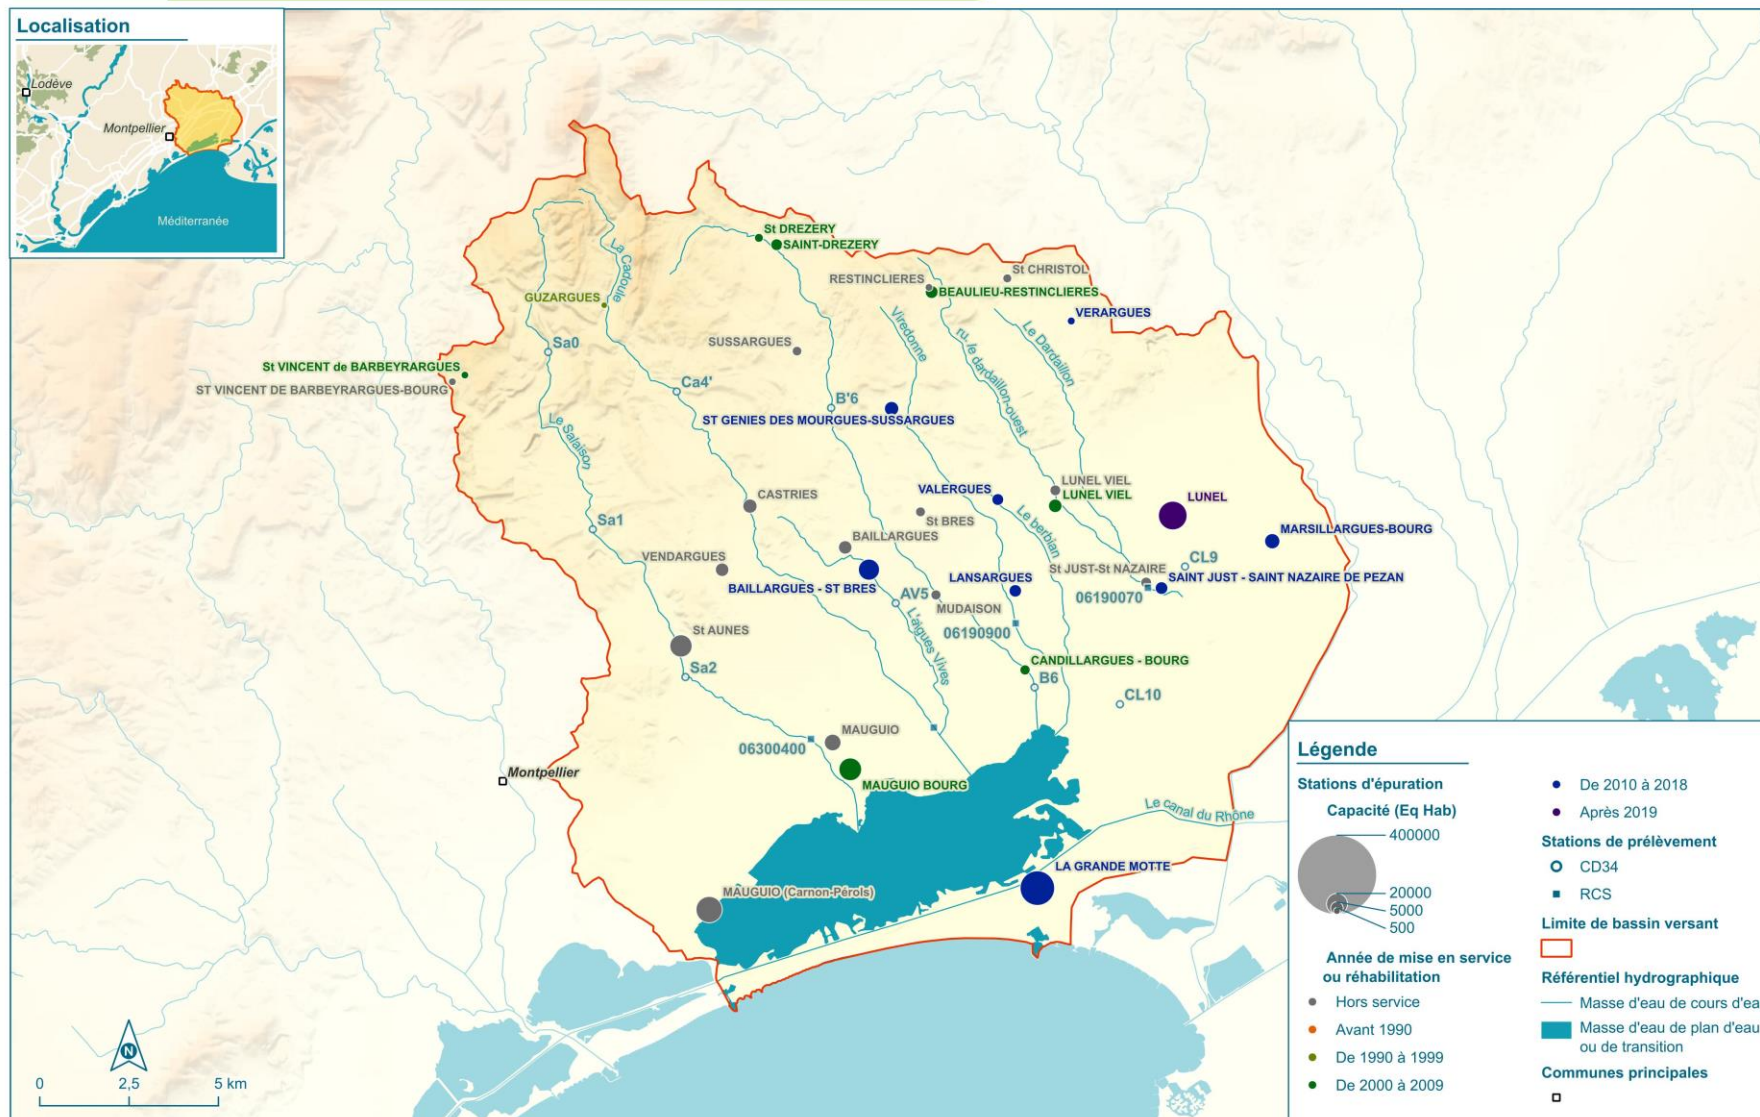 Localisation
Lodève
Montpellier
Méditerranée
St DREZERY
SAINT-DREZERY
La Cadoule
RESTINCLIERES
St CHRISTOL
BEAULIEU-RESTINCLIERES
GUZARGUES
VERARGUES
Viredonne
ru. le dardaillon-ouest
Le Dardaillon
Sa0
SUSSARGUES
St VINCENT de BARBEYRARGUES
ST VINCENT DE BARBEYRARGUES-BOURG
Ca4'
B'6
ST GENIES DES MOURGUES-SUSSARGUES
Le Salaison
LUNEL VIEL
VALERGUES
LUNEL VIEL
LUNEL
CASTRIES
St BRES
Le berbian
Sa1
MARSILLARGUES-BOURG
BAILLARGUES
VENDARGUES
CL9
St JUST-St NAZAIRE
BAILLARGUES - ST BRES
LANSARGUES
SAINT JUST - SAINT NAZAIRE DE PEZAN
AV5
06190070
MUDAISON
L'aigues Vives
06190900
St AUNES
Sa2
CANDILLARGUES - BOURG
B6
CL10
MAUGUIO
06300400
Montpellier
MAUGUIO BOURG
Le canal du Rhône
LA GRANDE MOTTE
MAUGUIO (Carnon-Pérols)
N
0
2,5
5 km
Légende
Stations d'épuration
Capacité (Eq Hab)
400000
20000
5000
500
Année de mise en service
ou réhabilitation
Hors service
Avant 1990
De 1990 à 1999
De 2000 à 2009
De 2010 à 2018
Après 2019
Stations de prélèvement
CD34
RCS
Limite de bassin versant
Référentiel hydrographique
Masse d'eau de cours d'ea
Masse d'eau de plan d'eau
ou de transition
Communes principales